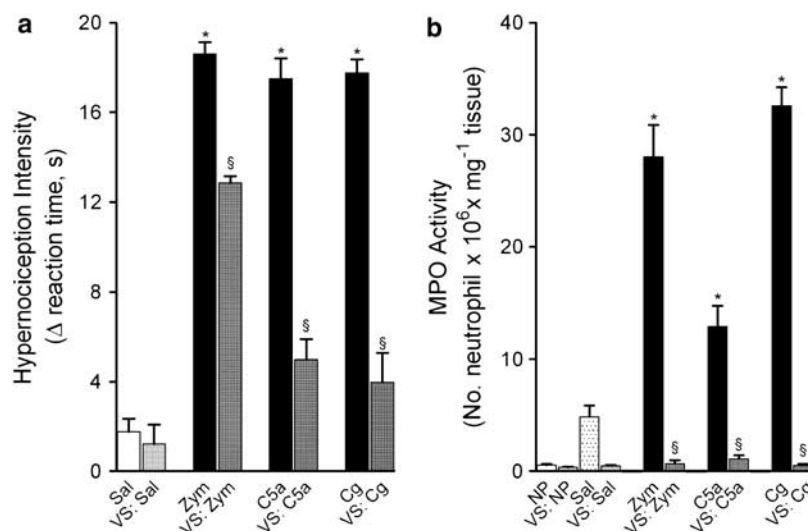 a
Hypernociception Intensity
(Δ reaction time, s)
20
16
12
8
4
0
*
§
*
§
*
§
Sal
VS: Sal
Zym
VS: Zym
C5a
VS: C5a
Cg
VS: Cg
b
MPO Activity
(No. neutrophil x 10⁶x mg⁻¹ tissue)
40
30
20
10
0
*
§
*
§
*
§
NP
VS: NP
Sal
VS: Sal
Zym
VS: Zym
C5a
VS: C5a
Cg
VS: Cg